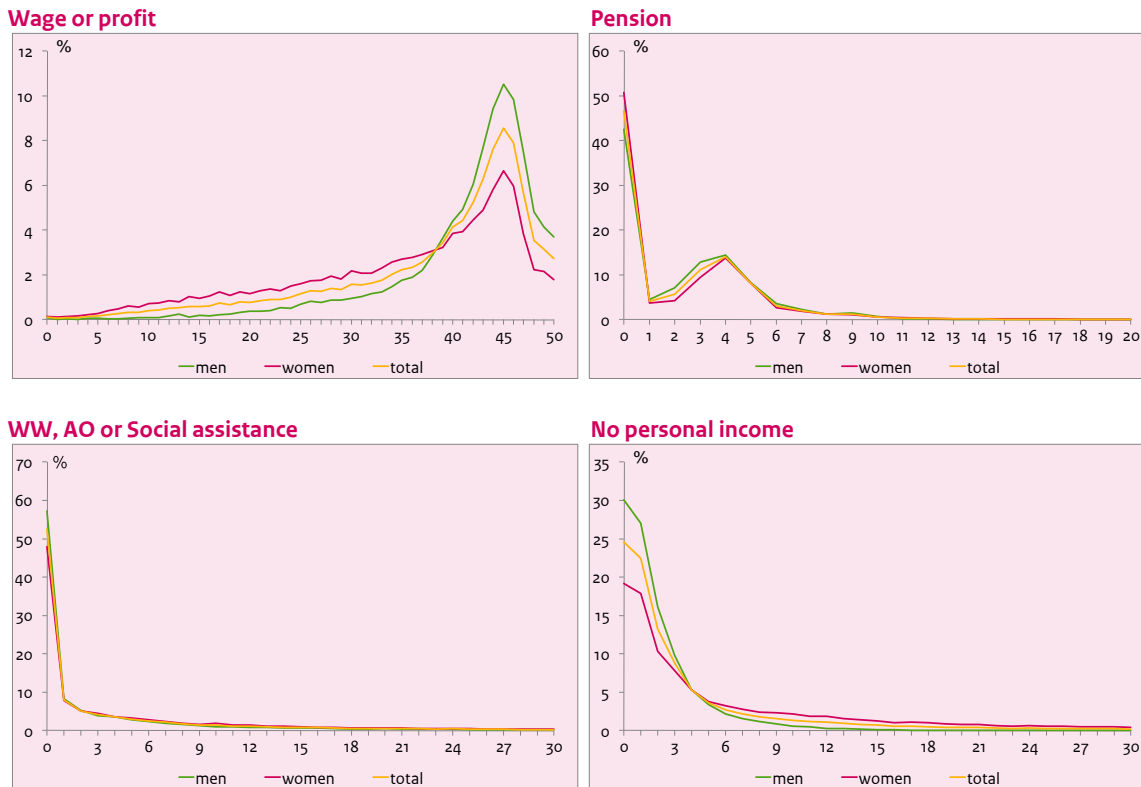 Wage or profit
%
12
10
8
6
4
2
0
0 5 10 15 20 25 30 35 40 45 50
men women total
Pension
%
60
50
40
30
20
10
0
0 1 2 3 4 5 6 7 8 9 10 11 12 13 14 15 16 17 18 19 20
men women total
WW, AO or Social assistance
%
70
60
50
40
30
20
10
0
0 3 6 9 12 15 18 21 24 27 30
men women total
No personal income
%
35
30
25
20
15
10
5
0
0 3 6 9 12 15 18 21 24 27 30
men women total